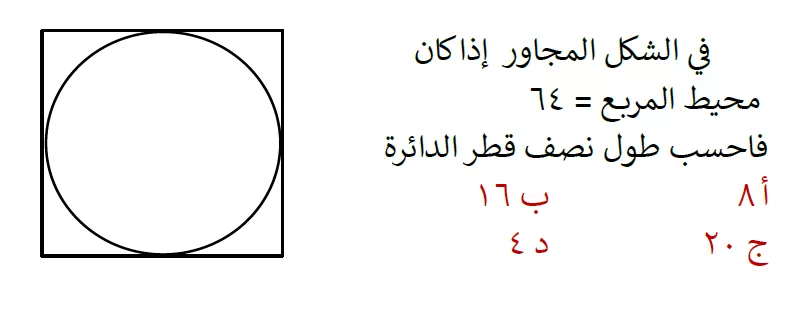 في الشكل المجاور إذا كان
محيط المربع = ٦٤
فاحسب طول نصف قطر الدائرة
أ ٨ ب ١٦
ج ٢٠ د ٤